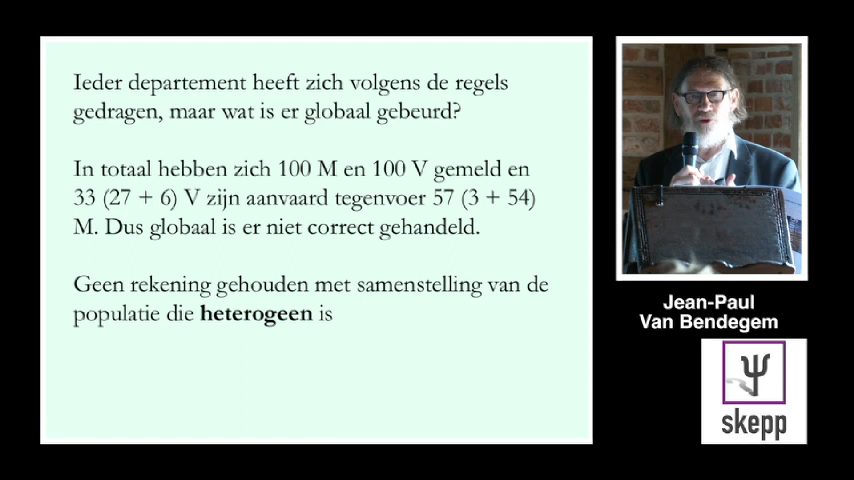 Ieder departement heeft zich volgens de regels
gedragen, maar wat is er globaal gebeurd?
In totaal hebben zich 100 M en 100 V gemeld en
33 (27 + 6) V zijn aanvaard tegenvoer 57 (3 + 54)
M. Dus globaal is er niet correct gehandeld.
Geen rekening gehouden met samenstelling van de
populatie die heterogeen is
Jean-Paul
Van Bendegem
skepp